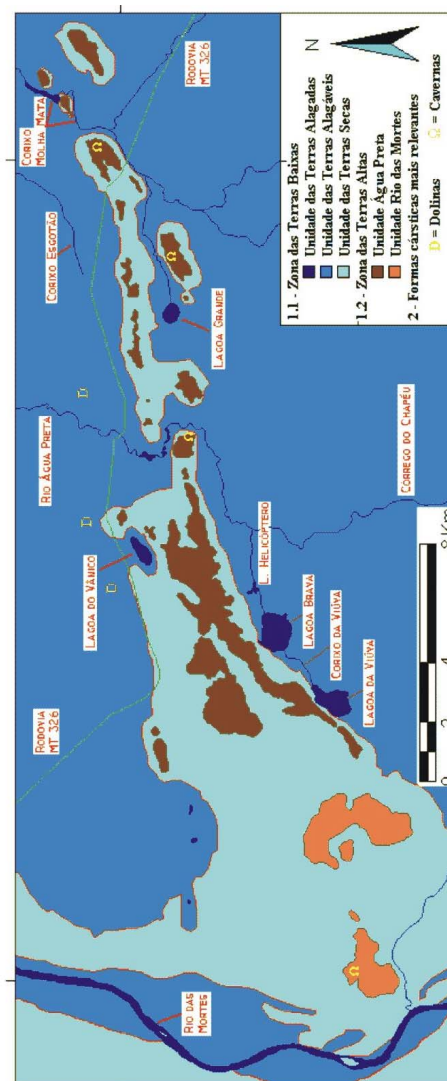 RODOVIA
MT 326
CORIXO
MOLHA MATA
CORIXO ESGOTÃO
LAGOA GRANDE
RIO ÁGUA PRETA
LAGOA DO VÂNICO
CÓRREGO DO CHAPÉU
L. HELICÓPTERO
LAGOA BRAVA
CORIXO DA VIÚVA
LAGOA DA VIÚVA
RODOVIA
MT 326
RIO DAS
MORTES
D
D
D
Ω
Ω
Ω
Ω
N
1.1 - Zona das Terras Baixas
Unidade das Terras Alagadas
Unidade das Terras Alagáveis
Unidade das Terras Secas
1.2 - Zona das Terras Altas
Unidade Água Preta
Unidade Rio das Mortes
2 - Formas cársticas mais relevantes
D = Dolinas Ω = Cavernas
0 2 4 8 Km